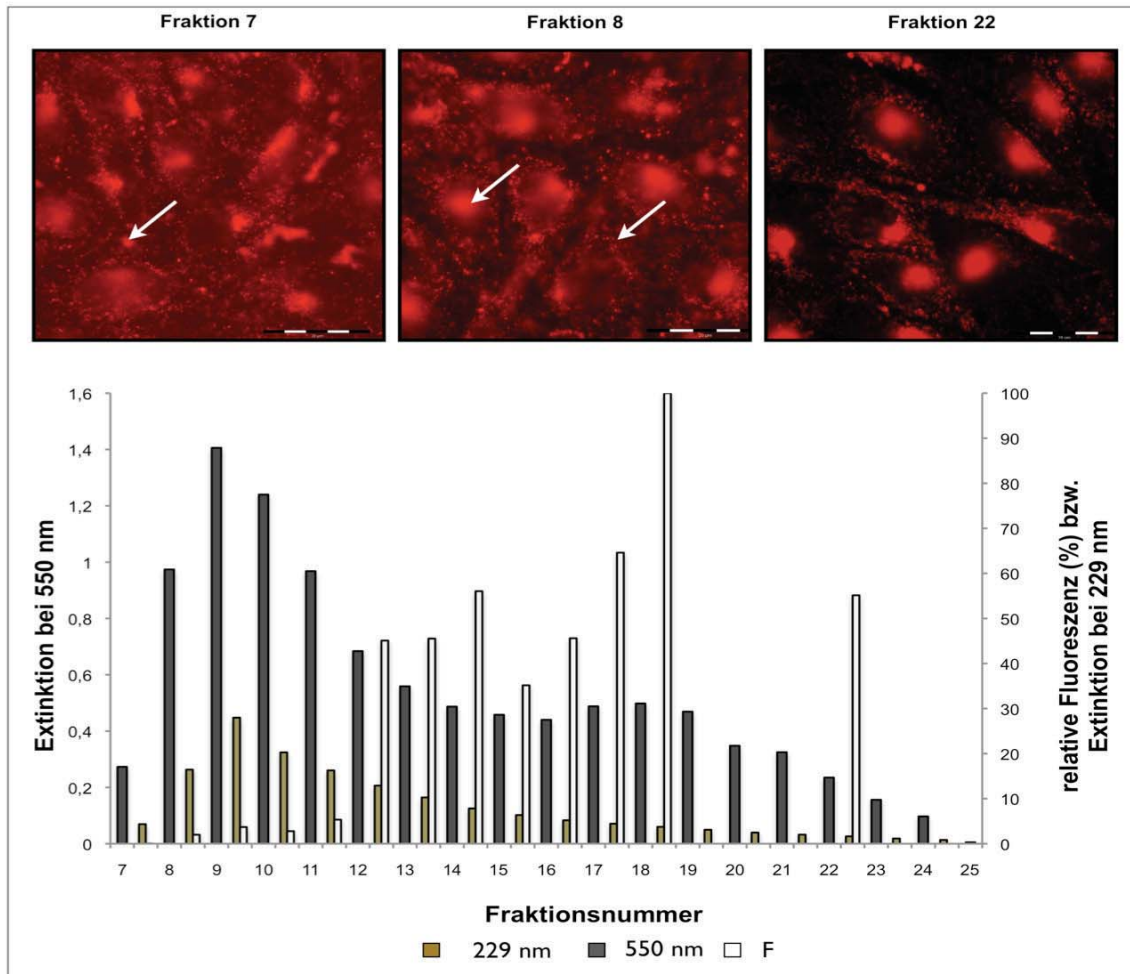 Fraktion 7 Fraktion 8 Fraktion 22
1,6
1,4
1,2
1
0,8
0,6
0,4
0,2
0
Extinktion bei 550 nm
100
90
80
70
60
50
40
30
20
10
0
relative Fluoreszenz (%) bzw.
Extinktion bei 229 nm
7 8 9 10 11 12 13 14 15 16 17 18 19 20 21 22 23 24 25
Fraktionsnummer
229 nm 550 nm F